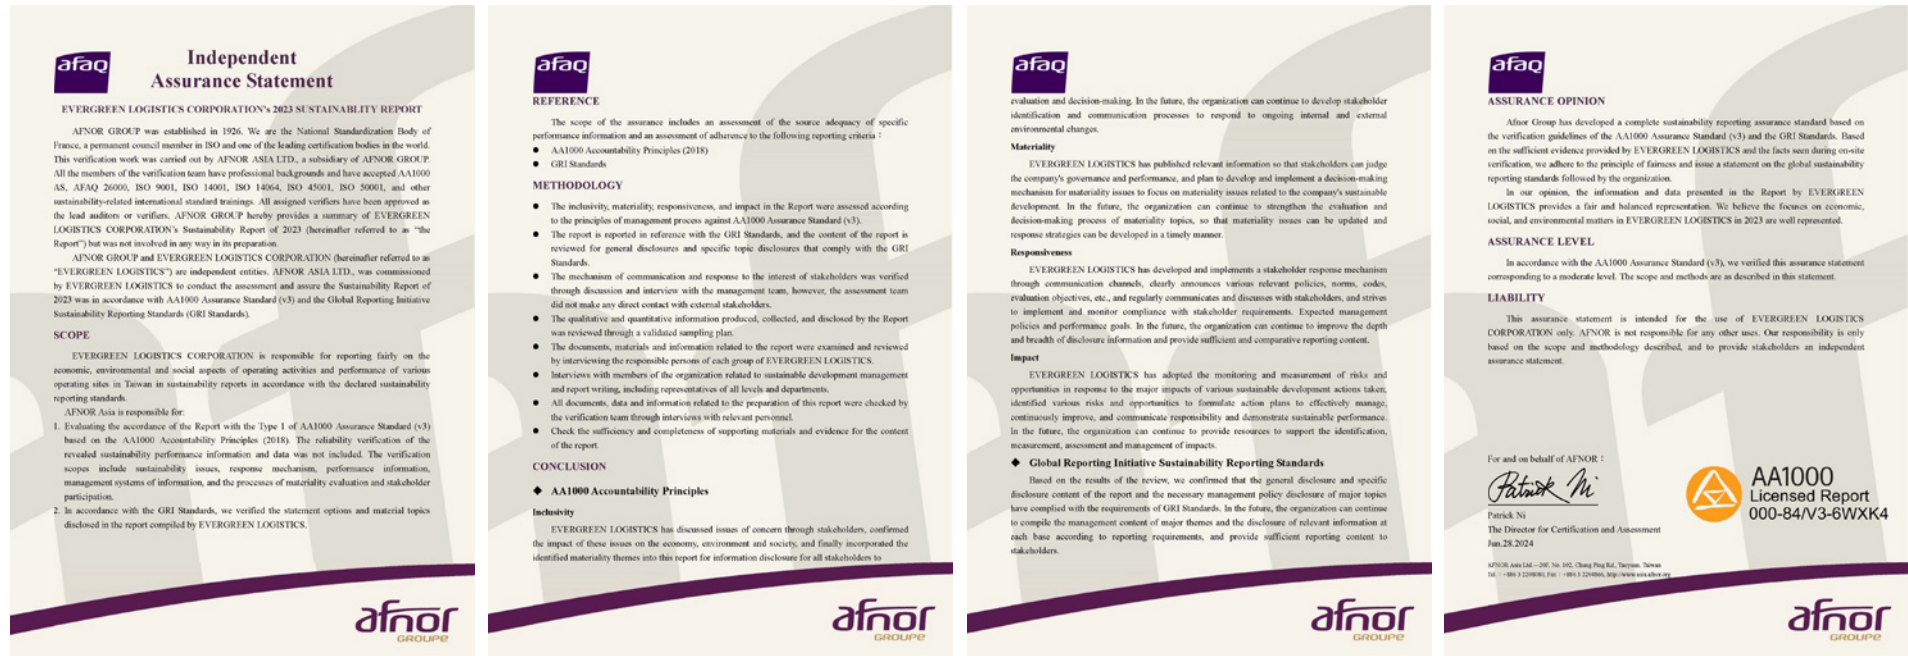 afaq
Independent
Assurance Statement
EVERGREEN LOGISTICS CORPORATION's 2023 SUSTAINABLITY REPORT
AFNOR GROUP was established in 1926. We are the National Standardization Body of
France, a permanent council member in ISO and one of the leading certification bodies in the world.
This verification work was carried out by AFNOR ASIA LTD., a subsidiary of AFNOR GROUP.
All the members of the verification team have professional backgrounds and have accepted AA1000
AS, AFAQ 26000, ISO 9001, ISO 14001, ISO 14064, ISO 45001, ISO 50001, and other
sustainability-related international standard trainings. All assigned verifiers have been approved as
the lead auditors or verifiers. AFNOR GROUP hereby provides a summary of EVERGREEN
LOGISTICS CORPORATION's Sustainability Report of 2023 (hereinafter referred to as "the
Report") but was not involved in any way in its preparation.
AFNOR GROUP and EVERGREEN LOGISTICS CORPORATION (hereinafter referred to as
"EVERGREEN LOGISTICS") are independent entities. AFNOR ASIA LTD., was commissioned
by EVERGREEN LOGISTICS to conduct the assessment and assure the Sustainability Report of
2023 was in accordance with AA1000 Assurance Standard (v3) and the Global Reporting Initiative
Sustainability Reporting Standards (GRI Standards).
SCOPE
EVERGREEN LOGISTICS CORPORATION is responsible for reporting fairly on the
economic, environmental and social aspects of operating activities and performance of various
operating sites in Taiwan in sustainability reports in accordance with the declared sustainability
reporting standards.
AFNOR Asia is responsible for:
1. Evaluating the accordance of the Report with the Type 1 of AA1000 Assurance Standard (v3)
based on the AA1000 Accountability Principles (2018). The reliability verification of the
revealed sustainability performance information and data was not included. The verification
scopes include sustainability issues, response mechanism, performance information,
management systems of information, and the processes of materiality evaluation and stakeholder
participation.
2. In accordance with the GRI Standards, we verified the statement options and material topics
disclosed in the report compiled by EVERGREEN LOGISTICS.
afnor
GROUPE
afaq
REFERENCE
The scope of the assurance includes an assessment of the source adequacy of specific
performance information and an assessment of adherence to the following reporting criteria：
● AA1000 Accountability Principles (2018)
● GRI Standards
METHODOLOGY
● The inclusivity, materiality, responsiveness, and impact in the Report were assessed according
to the principles of management process against AA1000 Assurance Standard (v3).
● The report is reported in reference with the GRI Standards, and the content of the report is
reviewed for general disclosures and specific topic disclosures that comply with the GRI
Standards.
● The mechanism of communication and response to the interest of stakeholders was verified
through discussion and interview with the management team, however, the assessment team
did not make any direct contact with external stakeholders.
● The qualitative and quantitative information produced, collected, and disclosed by the Report
was reviewed through a validated sampling plan.
● The documents, materials and information related to the report were examined and reviewed
by interviewing the responsible persons of each group of EVERGREEN LOGISTICS.
● Interviews with members of the organization related to sustainable development management
and report writing, including representatives of all levels and departments.
● All documents, data and information related to the preparation of this report were checked by
the verification team through interviews with relevant personnel.
● Check the sufficiency and completeness of supporting materials and evidence for the content
of the report.
CONCLUSION
◆ AA1000 Accountability Principles
Inclusivity
EVERGREEN LOGISTICS has discussed issues of concern through stakeholders, confirmed
the impact of these issues on the economy, environment and society, and finally incorporated the
identified materiality themes into this report for information disclosure for all stakeholders to
afnor
GROUPE
afaq
evaluation and decision-making. In the future, the organization can continue to develop stakeholder
identification and communication processes to respond to ongoing internal and external
environmental changes.
Materiality
EVERGREEN LOGISTICS has published relevant information so that stakeholders can judge
the company's governance and performance, and plan to develop and implement a decision-making
mechanism for materiality issues to focus on materiality issues related to the company's sustainable
development. In the future, the organization can continue to strengthen the evaluation and
decision-making process of materiality topics, so that materiality issues can be updated and
response strategies can be developed in a timely manner.
Responsiveness
EVERGREEN LOGISTICS has developed and implements a stakeholder response mechanism
through communication channels, clearly announces various relevant policies, norms, codes,
evaluation objectives, etc., and regularly communicates and discusses with stakeholders, and strives
to implement and monitor compliance with stakeholder requirements. Expected management
policies and performance goals. In the future, the organization can continue to improve the depth
and breadth of disclosure information and provide sufficient and comparative reporting content.
Impact
EVERGREEN LOGISTICS has adopted the monitoring and measurement of risks and
opportunities in response to the major impacts of various sustainable development actions taken;
identified various risks and opportunities to formulate action plans to effectively manage,
continuously improve, and communicate responsibility and demonstrate sustainable performance.
In the future, the organization can continue to provide resources to support the identification,
measurement, assessment and management of impacts.
◆ Global Reporting Initiative Sustainability Reporting Standards
Based on the results of the review, we confirmed that the general disclosure and specific
disclosure content of the report and the necessary management policy disclosure of major topics
have complied with the requirements of GRI Standards. In the future, the organization can continue
to compile the management content of major themes and the disclosure of relevant information at
each base according to reporting requirements, and provide sufficient reporting content to
stakeholders.
afnor
GROUPE
afaq
ASSURANCE OPINION
Afnor Group has developed a complete sustainability reporting assurance standard based on
the verification guidelines of the AA1000 Assurance Standard (v3) and the GRI Standards. Based
on the sufficient evidence provided by EVERGREEN LOGISTICS and the facts seen during on-site
verification, we adhere to the principle of fairness and issue a statement on the global sustainability
reporting standards followed by the organization.
In our opinion, the information and data presented in the Report by EVERGREEN
LOGISTICS provides a fair and balanced representation. We believe the focuses on economic,
social, and environmental matters in EVERGREEN LOGISTICS in 2023 are well represented.
ASSURANCE LEVEL
In accordance with the AA1000 Assurance Standard (v3), we verified this assurance statement
corresponding to a moderate level. The scope and methods are as described in this statement.
LIABILITY
This assurance statement is intended for the use of EVERGREEN LOGISTICS
CORPORATION only. AFNOR is not responsible for any other uses. Our responsibility is only
based on the scope and methodology described, and to provide stakeholders an independent
assurance statement.
For and on behalf of AFNOR：
Patrick Ni
Patrick Ni
The Director for Certification and Assessment
Jun.28.2024
AA1000
Licensed Report
000-84/V3-6WXK4
AFNOR Asia Ltd.—20F, No. 102, Chung Ping Rd., Taoyuan, Taiwan
afnor
GROUPE